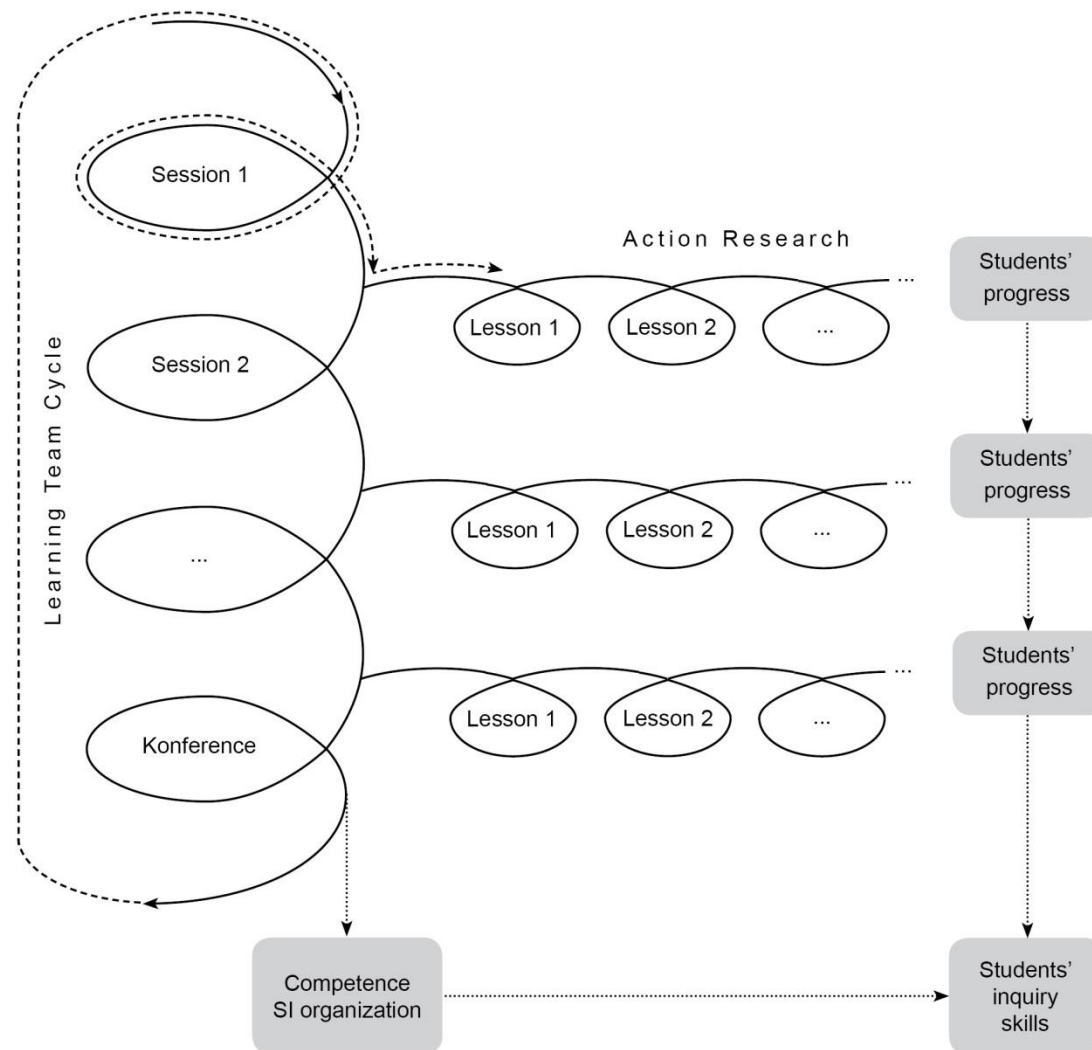 Learning Team Cycle
Session 1
Session 2
...
Konference
Action Research
Lesson 1
Lesson 2
...
...
Lesson 1
Lesson 2
...
...
Lesson 1
Lesson 2
...
...
Students'
progress
Students'
progress
Students'
progress
Competence
SI organization
Students'
inquiry
skills